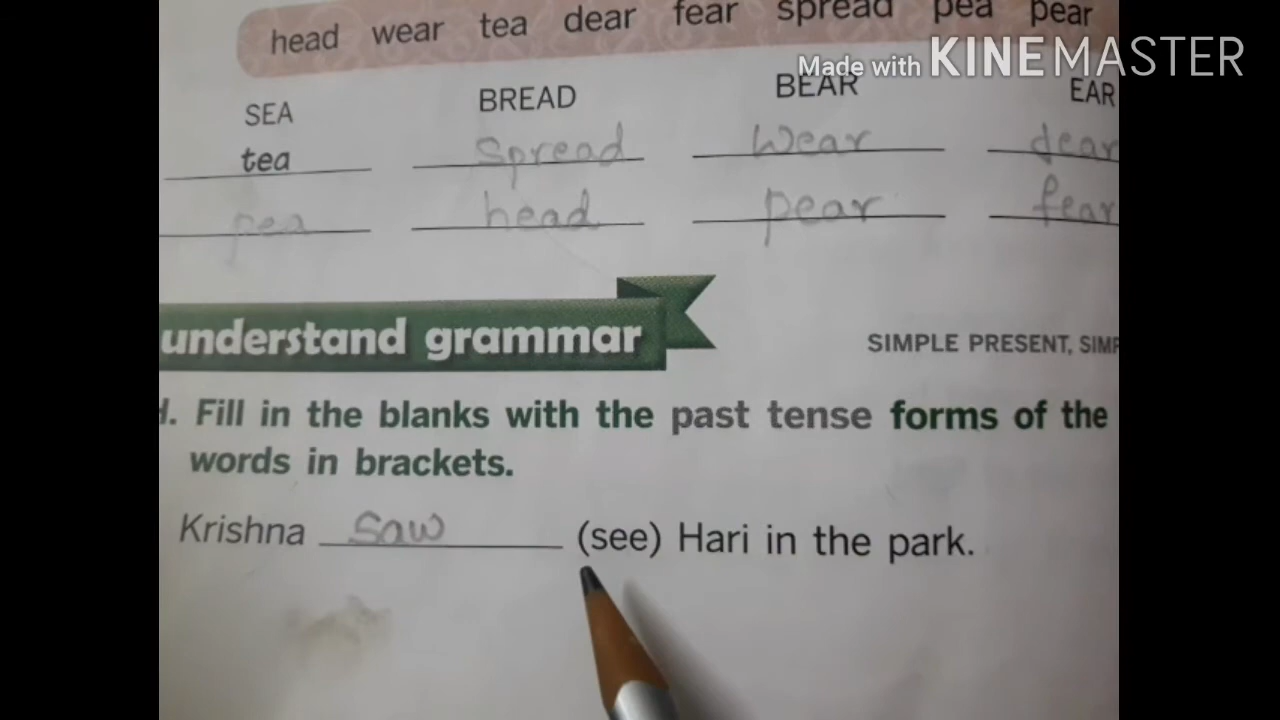 head wear tea dear fear spread pea pear
Made with KINEMASTER
SEA BREAD BEAR EAR
tea spread wear dear
pea head pear fear
understand grammar
SIMPLE PRESENT, SIMP
d. Fill in the blanks with the past tense forms of the
words in brackets.
Krishna saw (see) Hari in the park.